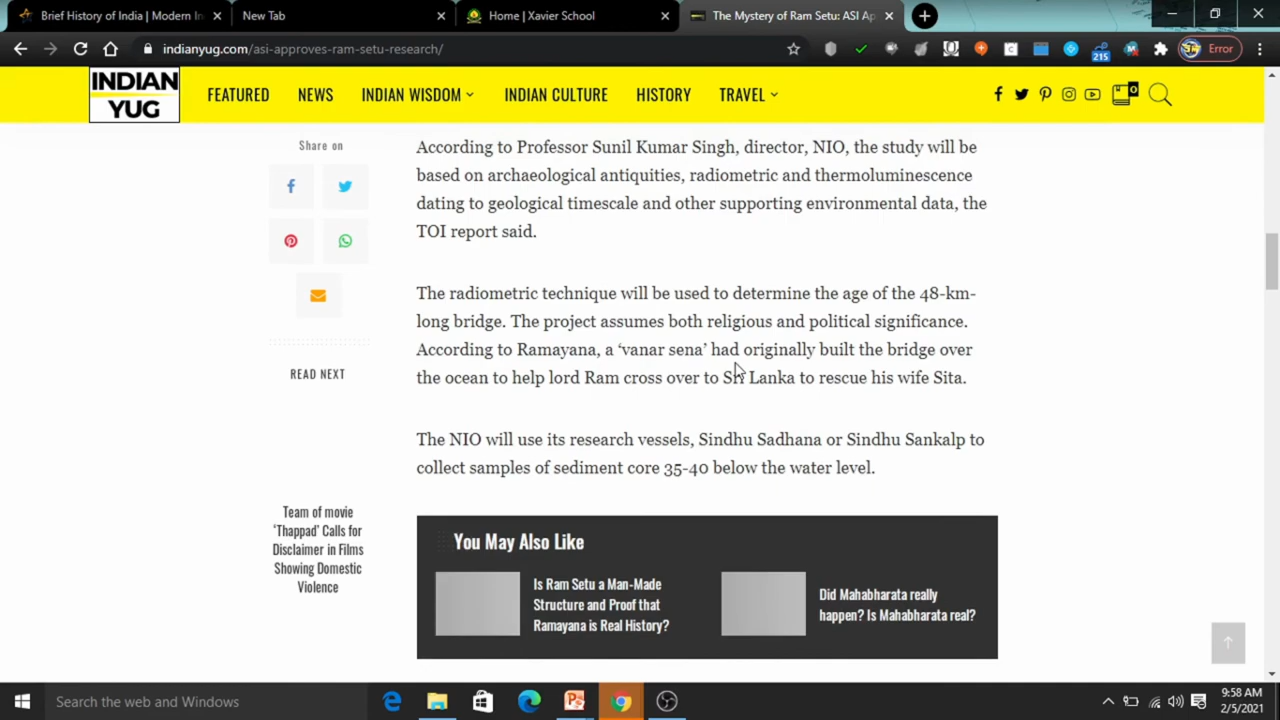 Brief History of India | Modern In
New Tab
Home | Xavier School
The Mystery of Ram Setu: ASI Ap
indianyug.com/asi-approves-ram-setu-research/
215
Error
INDIAN
YUG
FEATURED
NEWS
INDIAN WISDOM
INDIAN CULTURE
HISTORY
TRAVEL
0
Share on
According to Professor Sunil Kumar Singh, director, NIO, the study will be
based on archaeological antiquities, radiometric and thermoluminescence
dating to geological timescale and other supporting environmental data, the
TOI report said.
The radiometric technique will be used to determine the age of the 48-km-
long bridge. The project assumes both religious and political significance.
According to Ramayana, a ‘vanar sena’ had originally built the bridge over
the ocean to help lord Ram cross over to Sri Lanka to rescue his wife Sita.
READ NEXT
The NIO will use its research vessels, Sindhu Sadhana or Sindhu Sankalp to
collect samples of sediment core 35-40 below the water level.
Team of movie
‘Thappad’ Calls for
Disclaimer in Films
Showing Domestic
Violence
You May Also Like
Is Ram Setu a Man-Made
Structure and Proof that
Ramayana is Real History?
Did Mahabharata really
happen? Is Mahabharata real?
Search the web and Windows
9:58 AM
2/5/2021